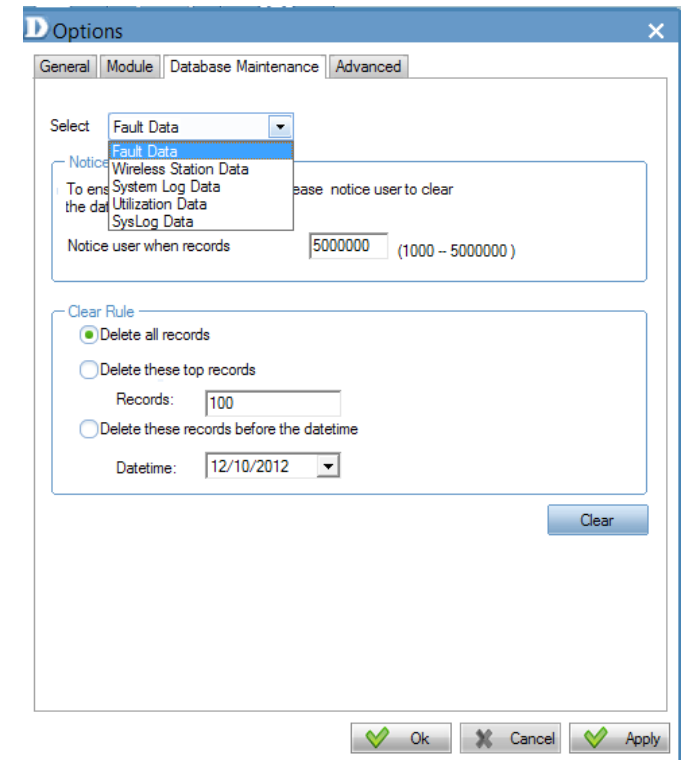 D Options
General Module Database Maintenance Advanced
Select Fault Data
Fault Data
Wireless Station Data
System Log Data
Utilization Data
SysLog Data
Notice
To ens ease notice user to clear
the dat
Notice user when records 5000000 (1000 -- 5000000 )
Clear Rule
Delete all records
Delete these top records
Records: 100
Delete these records before the datetime
Datetime: 12/10/2012
Clear
Ok Cancel Apply